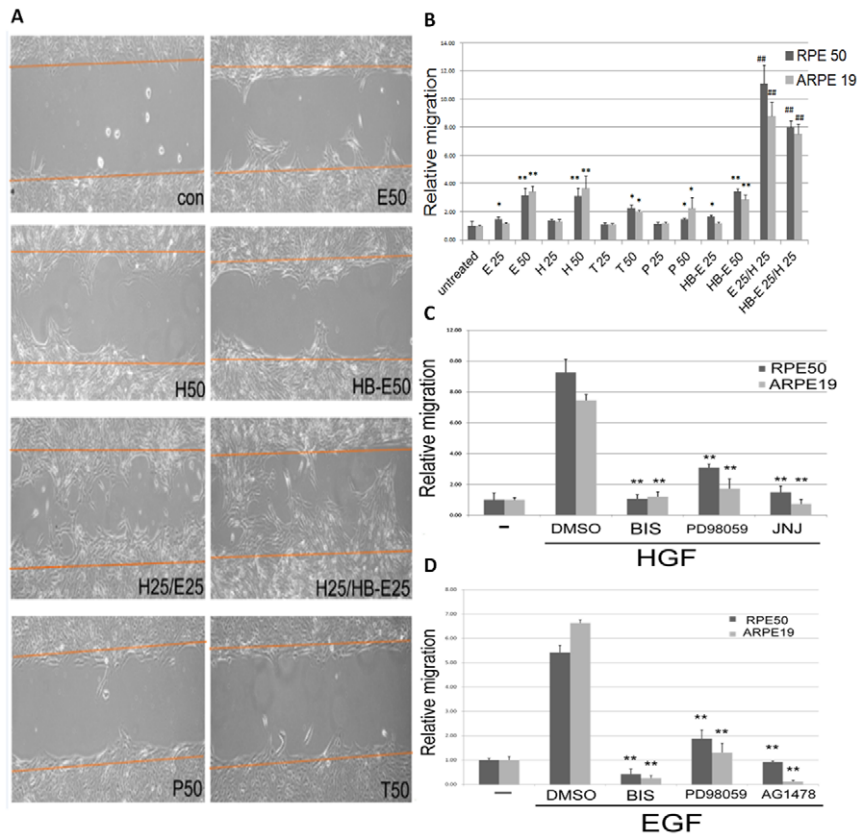 A
con
E50
H50
HB-E50
H25/E25
H25/HB-E25
P50
T50
B
Relative migration
14.00
12.00
10.00
8.00
6.00
4.00
2.00
0.00
RPE 50
ARPE 19
* ** ** ** ** * * * * * ** ** ## ## ## ##
untreated
E 25
E 50
H 25
H 50
T 25
T 50
P 25
P 50
HB-E 25
HB-E 50
E 25/H 25
HB-E 25/H 25
C
Relative migration
12.00
10.00
8.00
6.00
4.00
2.00
0.00
RPE50
ARPE19
** ** ** ** ** **
– DMSO BIS PD98059 JNJ
HGF
D
Relative migration
8.00
7.00
6.00
5.00
4.00
3.00
2.00
1.00
0.00
RPE50
ARPE19
** ** ** ** ** **
— DMSO BIS PD98059 AG1478
EGF